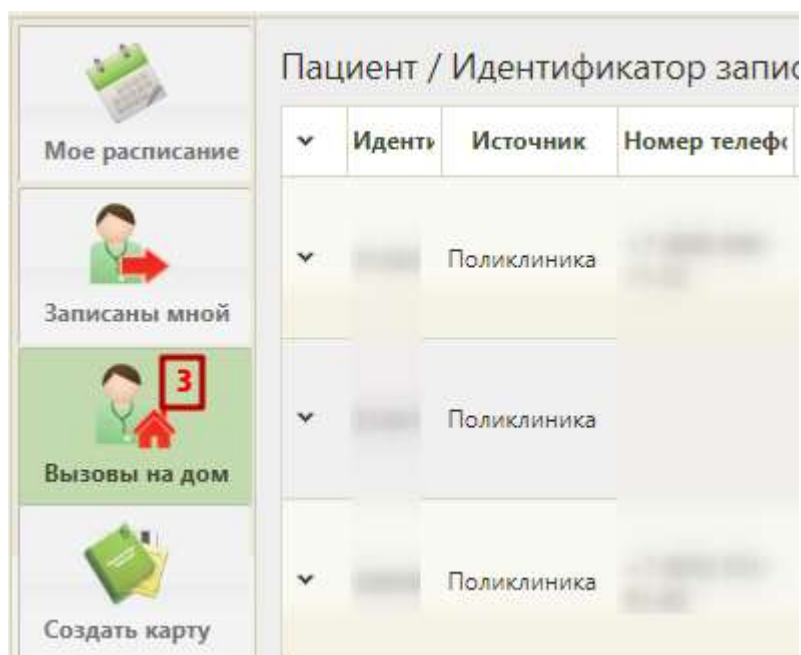 Пациент / Идентификатор запис
Иденти Источник Номер телеф
Мое расписание
Поликлиника
Записаны мной
3
Поликлиника
Вызовы на дом
Поликлиника
Создать карту